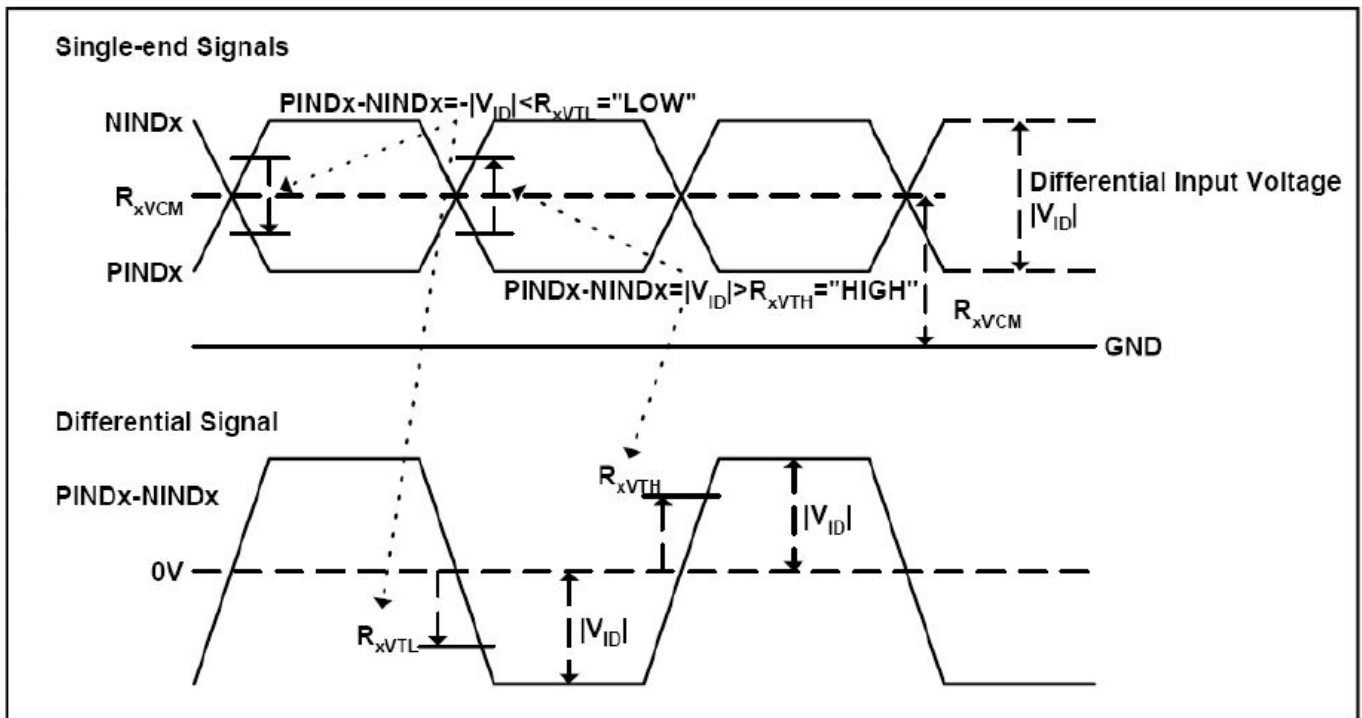 Single-end Signals
PINDx-NINDx=-|VID|<RxVTL="LOW"
NINDx
RxVCM
Differential Input Voltage
|VID|
PINDx
PINDx-NINDx=|VID|>RxVTH="HIGH"
RxVCM
GND
Differential Signal
PINDx-NINDx
RxVTH
|VID|
0V
RxVTL
|VID|